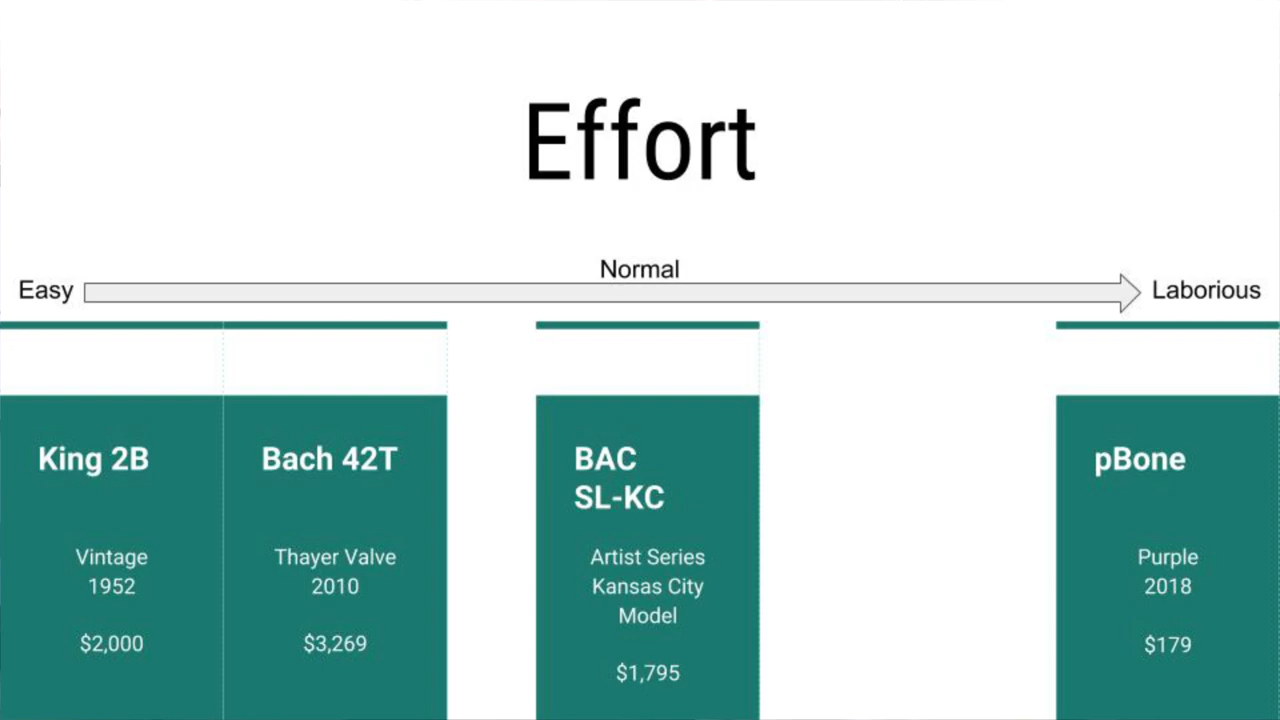 Effort
Normal
Easy
Laborious
King 2B
Vintage
1952
$2,000
Bach 42T
Thayer Valve
2010
$3,269
BAC
SL-KC
Artist Series
Kansas City
Model
$1,795
pBone
Purple
2018
$179